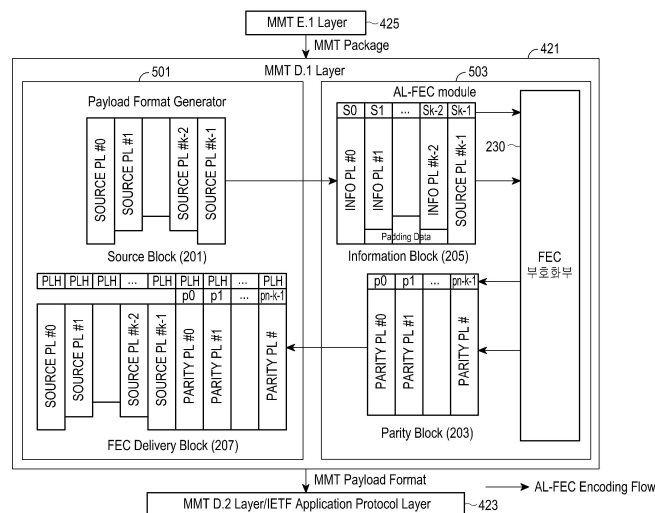 MMT E.1 Layer
425
MMT Package
421
MMT D.1 Layer
501
503
Payload Format Generator
SOURCE PL #0
SOURCE PL #1
SOURCE PL #k-2
SOURCE PL #k-1
Source Block (201)
AL-FEC module
S0 S1 ... Sk-2 Sk-1
INFO PL #0
INFO PL #1
INFO PL #k-2
SOURCE PL #k-1
Padding Data
Information Block (205)
230
FEC
부호화부
PLH PLH PLH ... PLH PLH PLH ... PLH
p0 p1 ... pn-k-1
SOURCE PL #0
SOURCE PL #1
SOURCE PL #k-2
SOURCE PL #k-1
PARITY PL #0
PARITY PL #1
PARITY PL #
FEC Delivery Block (207)
p0 p1 ... pn-k-1
PARITY PL #0
PARITY PL #1
PARITY PL #
Parity Block (203)
MMT Payload Format
AL-FEC Encoding Flow
MMT D.2 Layer/IETF Application Protocol Layer
423